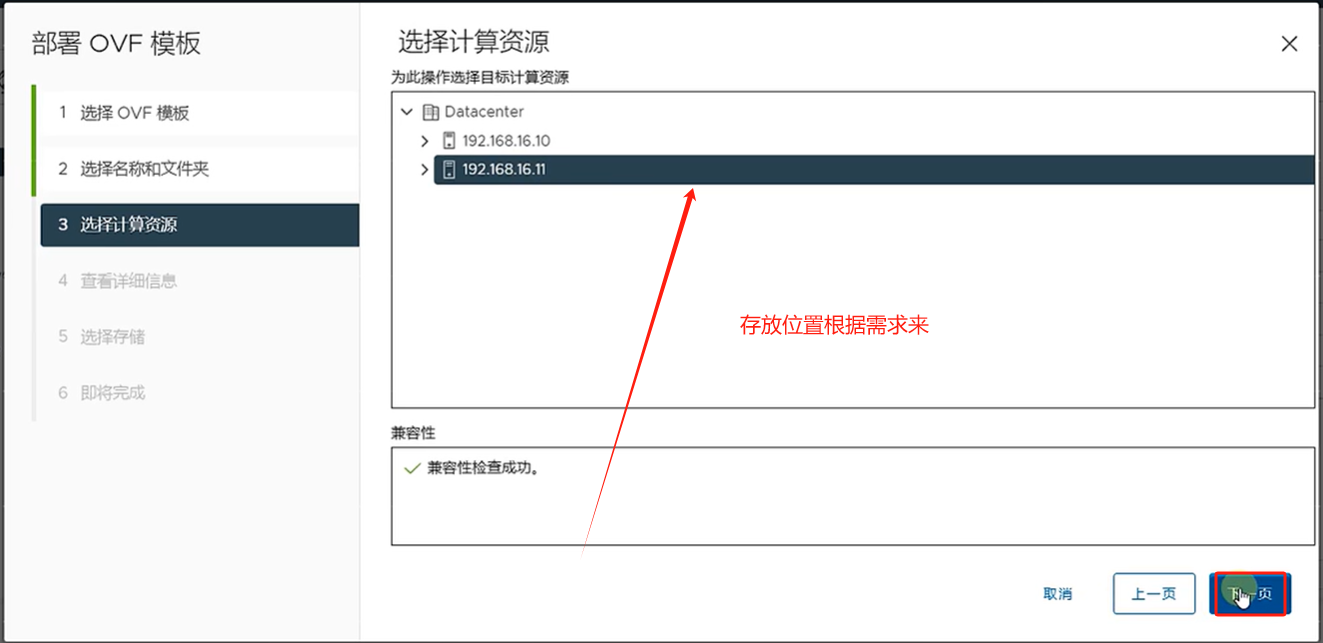 部署 OVF 模板
1 选择 OVF 模板
2 选择名称和文件夹
3 选择计算资源
4 查看详细信息
5 选择存储
6 即将完成
选择计算资源
为此操作选择目标计算资源
Datacenter
192.168.16.10
192.168.16.11
存放位置根据需求来
兼容性
兼容性检查成功。
取消
上一页
下一页